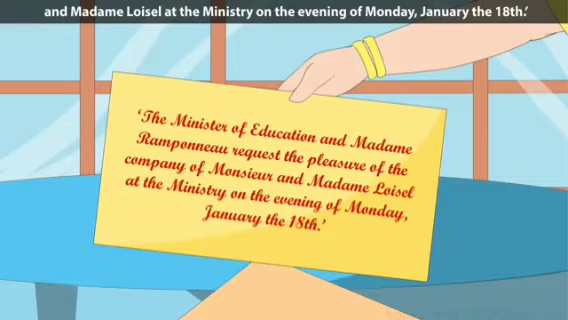 and Madame Loisel at the Ministry on the evening of Monday, January the 18th.’
‘The Minister of Education and Madame
Ramponneau request the pleasure of the
company of Monsieur and Madame Loisel
at the Ministry on the evening of Monday,
January the 18th.’